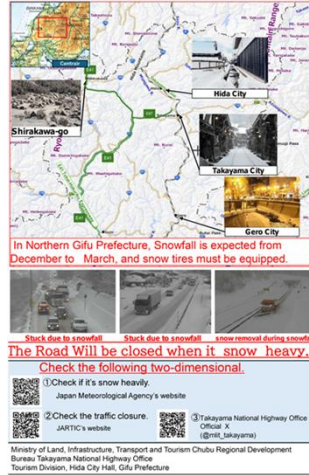 Centrair
E41
Hida City
Shirakawa-go
E41
Takayama City
E41
Gero City
In Northern Gifu Prefecture, Snowfall is expected from
December to March, and snow tires must be equipped.
Stuck due to snowfall
Stuck due to snowfall
snow removal during snowfall
The Road Will be closed when it snow heavy,
Check the following two-dimensional.
①Check if it's snow heavily.
Japan Meteorological Agency's website
②Check the traffic closure.
JARTIC's website
③Takayama National Highway Office
Official X
(@mlit_takayama)
Ministry of Land, Infrastructure, Transport and Tourism Chubu Regional Development
Bureau Takayama National Highway Office
Tourism Division, Hida City Hall, Gifu Prefecture